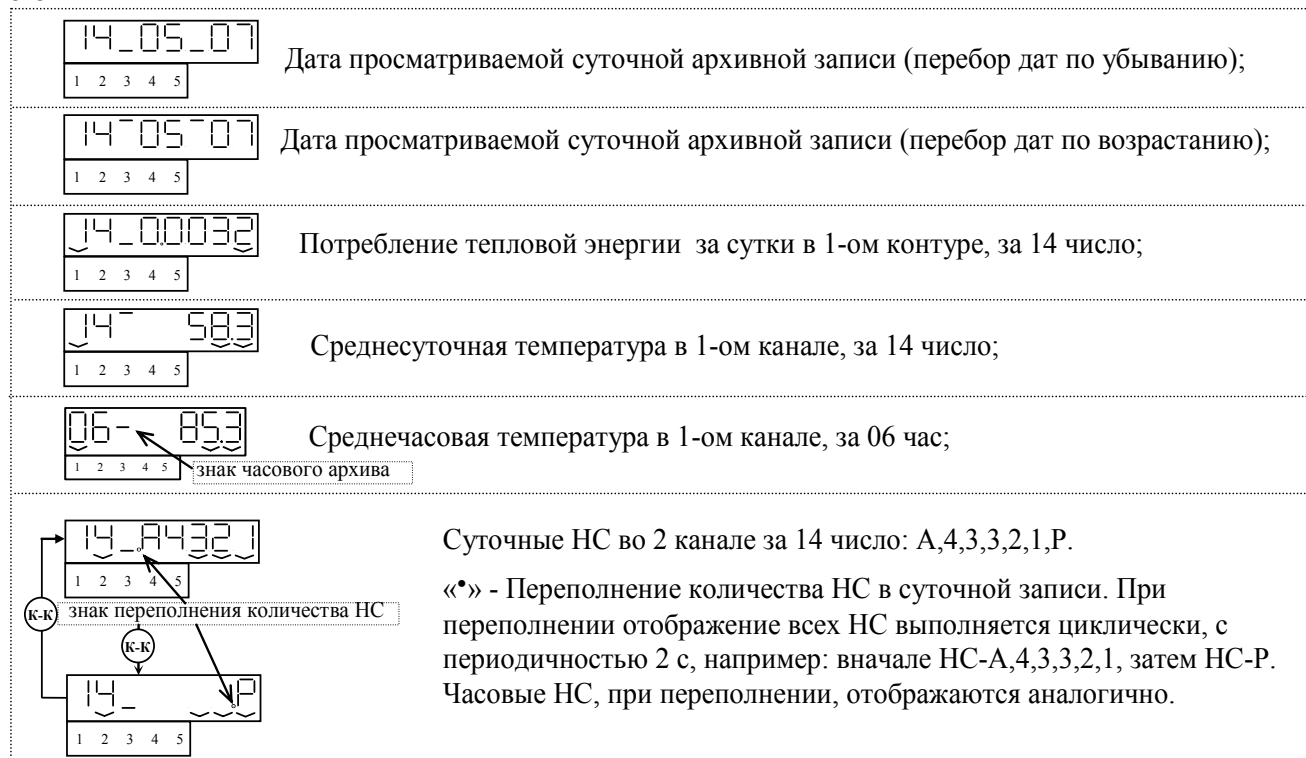 14_05_07
Дата просматриваемой суточной архивной записи (перебор дат по убыванию);
1 2 3 4 5
14¯05¯07
Дата просматриваемой суточной архивной записи (перебор дат по возрастанию);
1 2 3 4 5
14_0.0032
Потребление тепловой энергии за сутки в 1-ом контуре, за 14 число;
1 2 3 4 5
14¯ 58.3
Среднесуточная температура в 1-ом канале, за 14 число;
1 2 3 4 5
06- 85.3
Среднечасовая температура в 1-ом канале, за 06 час;
1 2 3 4 5
знак часового архива
14_A4321
Суточные НС во 2 канале за 14 число: А,4,3,3,2,1,Р.
1 2 3 4 5
«•» - Переполнение количества НС в суточной записи. При
знак переполнения количества НС
К-К
переполнении отображение всех НС выполняется циклически, с
К-К
периодичностью 2 с, например: вначале НС-А,4,3,3,2,1, затем НС-Р.
14_ P
Часовые НС, при переполнении, отображаются аналогично.
1 2 3 4 5